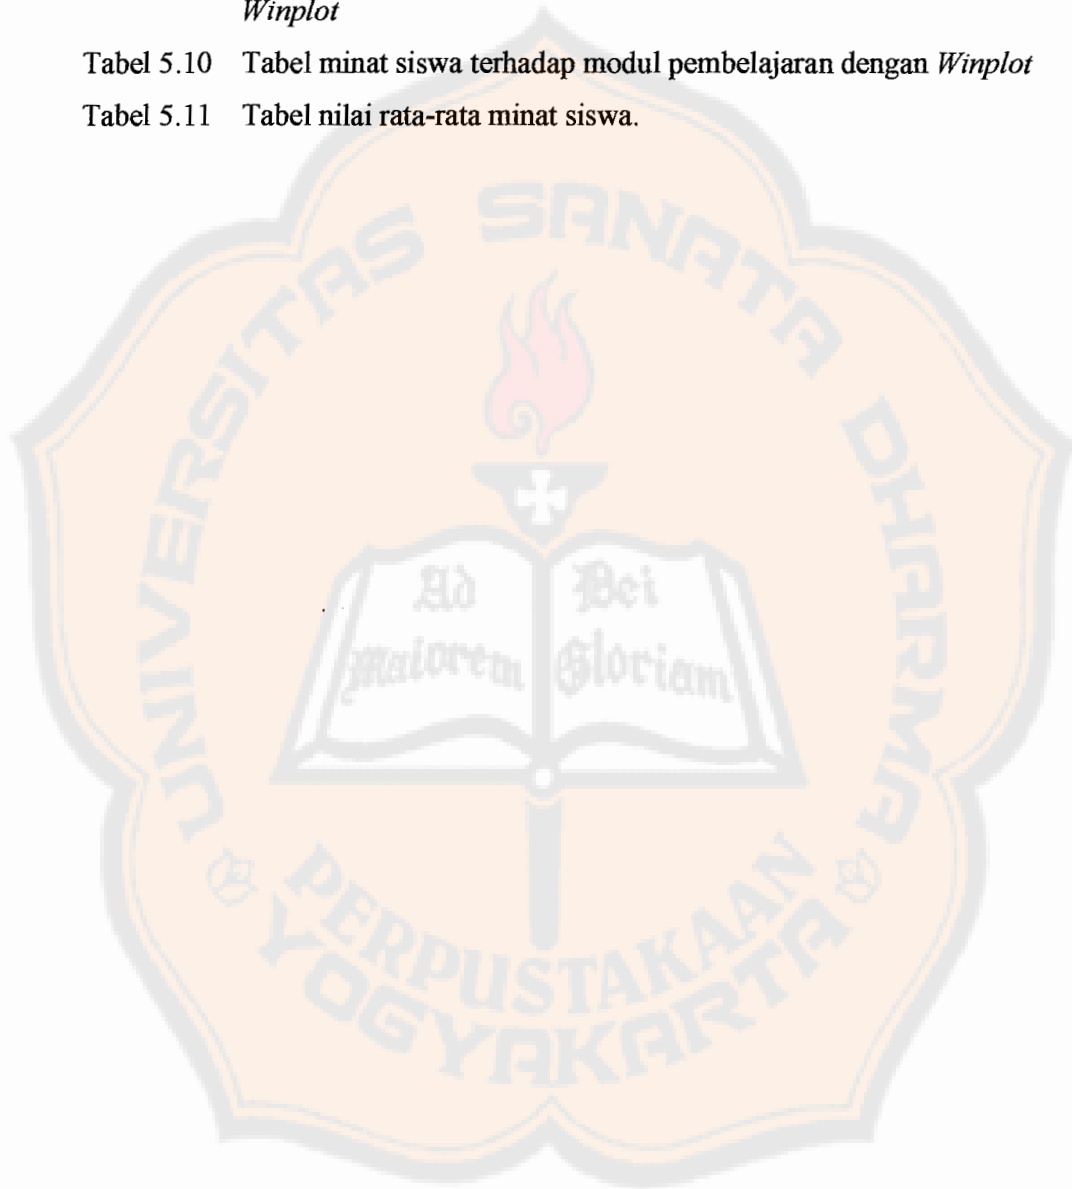 Winplot
Tabel 5.10 Tabel minat siswa terhadap modul pembelajaran dengan Winplot
Tabel 5.11 Tabel nilai rata-rata minat siswa.
UNIVERSITAS SANATA DHARMA
Ad Dei
maiorem Gloriam
PERPUSTAKAAN
YOGYAKARTA